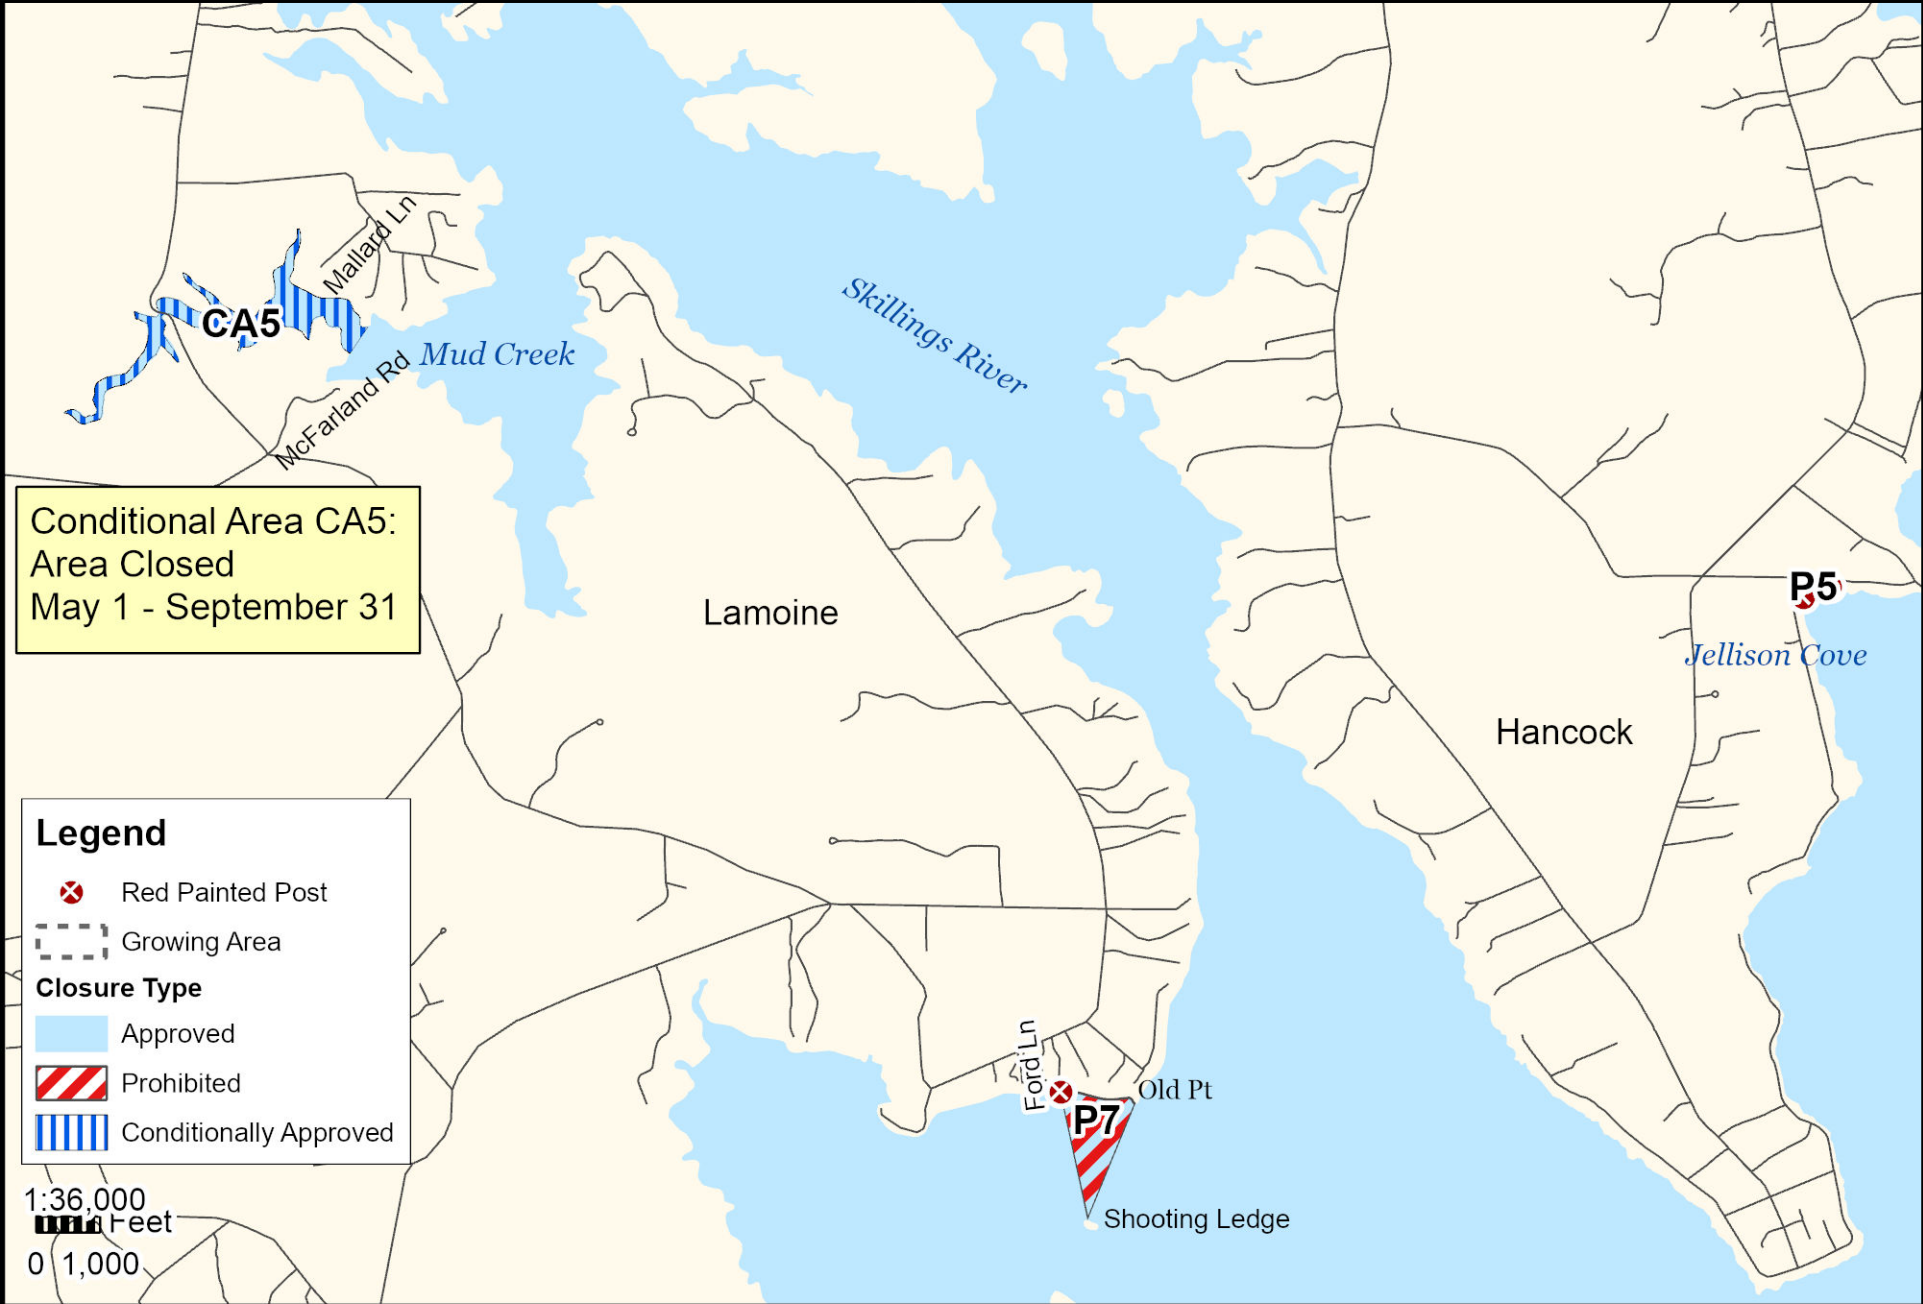 Mallard Ln
CA5
Mud Creek
McFarland Rd
Skillings River
Conditional Area CA5:
Area Closed
May 1 - September 31
Lamoine
P5
Jellison Cove
Hancock
Legend
Red Painted Post
Growing Area
Closure Type
Approved
Prohibited
Conditionally Approved
Ford Ln
Old Pt
P7
Shooting Ledge
1:36,000
Feet
0 1,000